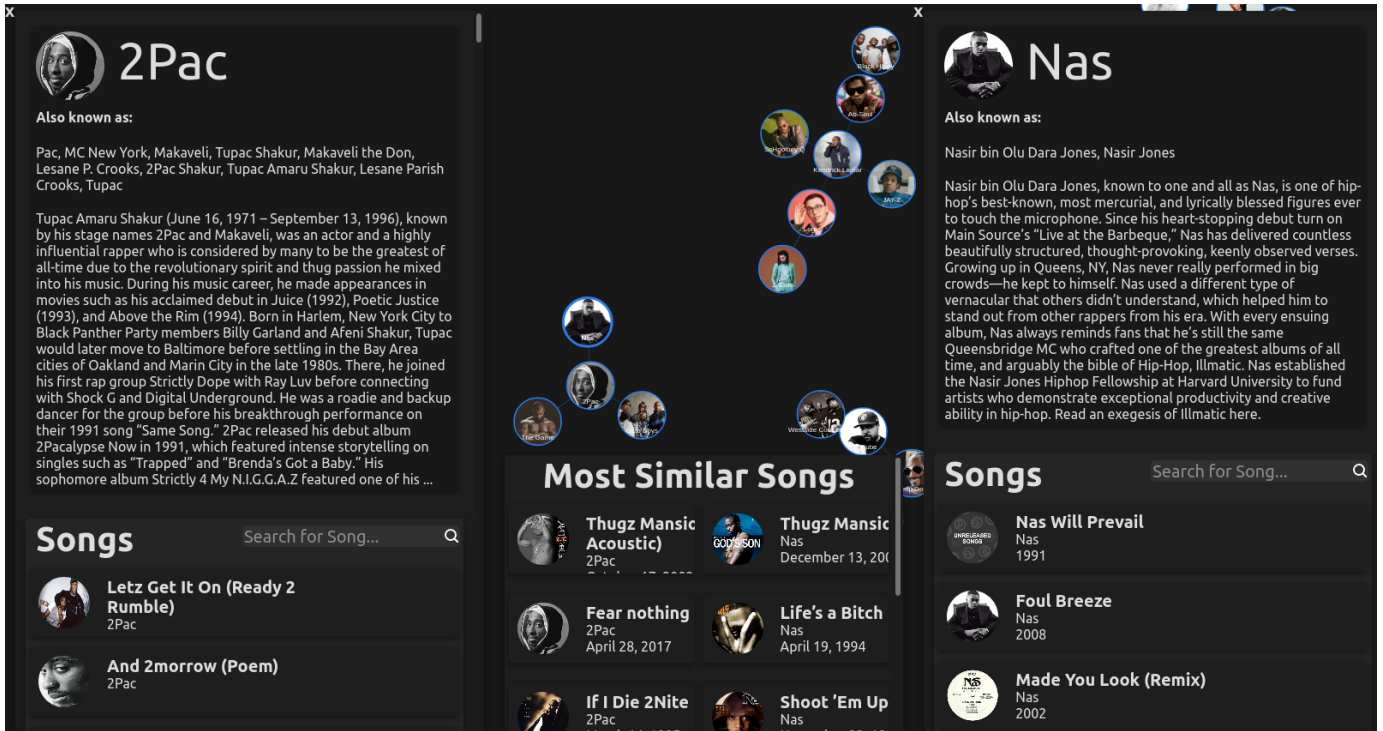 X
2Pac
Also known as:
Pac, MC New York, Makaveli, Tupac Shakur, Makaveli the Don,
Lesane P. Crooks, 2Pac Shakur, Tupac Amaru Shakur, Lesane Parish
Crooks, Tupac
Tupac Amaru Shakur (June 16, 1971 – September 13, 1996), known
by his stage names 2Pac and Makaveli, was an actor and a highly
influential rapper who is considered by many to be the greatest of
all-time due to the revolutionary spirit and thug passion he mixed
into his music. During his music career, he made appearances in
movies such as his acclaimed debut in Juice (1992), Poetic Justice
(1993), and Above the Rim (1994). Born in Harlem, New York City to
Black Panther Party members Billy Garland and Afeni Shakur, Tupac
would later move to Baltimore before settling in the Bay Area
cities of Oakland and Marin City in the late 1980s. There, he joined
his first rap group Strictly Dope with Ray Luv before connecting
with Shock G and Digital Underground. He was a roadie and backup
dancer for the group before his breakthrough performance on
their 1991 song “Same Song.” 2Pac released his debut album
2Pacalypse Now in 1991, which featured intense storytelling on
singles such as “Trapped” and “Brenda’s Got a Baby.” His
sophomore album Strictly 4 My N.I.G.G.A.Z featured one of his ...
Songs
Search for Song...
Letz Get It On (Ready 2
Rumble)
2Pac
And 2morrow (Poem)
2Pac
Ab-Soul
Kendrick Lamar
JAY-Z
J. Cole
Nas
2Pac
The Game
Most Similar Songs
Thugz Mansic
Acoustic)
2Pac
Thugz Mansic
Nas
December 13, 200
GOD'S SON
Fear nothing
2Pac
April 28, 2017
Life’s a Bitch
Nas
April 19, 1994
If I Die 2Nite
2Pac
Shoot ’Em Up
Nas
X
Nas
Also known as:
Nasir bin Olu Dara Jones, Nasir Jones
Nasir bin Olu Dara Jones, known to one and all as Nas, is one of hip-
hop’s best-known, most mercurial, and lyrically blessed figures ever
to touch the microphone. Since his heart-stopping debut turn on
Main Source’s “Live at the Barbeque,” Nas has delivered countless
beautifully structured, thought-provoking, keenly observed verses.
Growing up in Queens, NY, Nas never really performed in big
crowds—he kept to himself. Nas used a different type of
vernacular that others didn’t understand, which helped him to
stand out from other rappers from his era. With every ensuing
album, Nas always reminds fans that he’s still the same
Queensbridge MC who crafted one of the greatest albums of all
time, and arguably the bible of Hip-Hop, Illmatic. Nas established
the Nasir Jones Hiphop Fellowship at Harvard University to fund
artists who demonstrate exceptional productivity and creative
ability in hip-hop. Read an exegesis of Illmatic here.
Songs
Search for Song...
UNRELEASED
SONGS
Nas Will Prevail
Nas
1991
Foul Breeze
Nas
2008
Made You Look (Remix)
Nas
2002